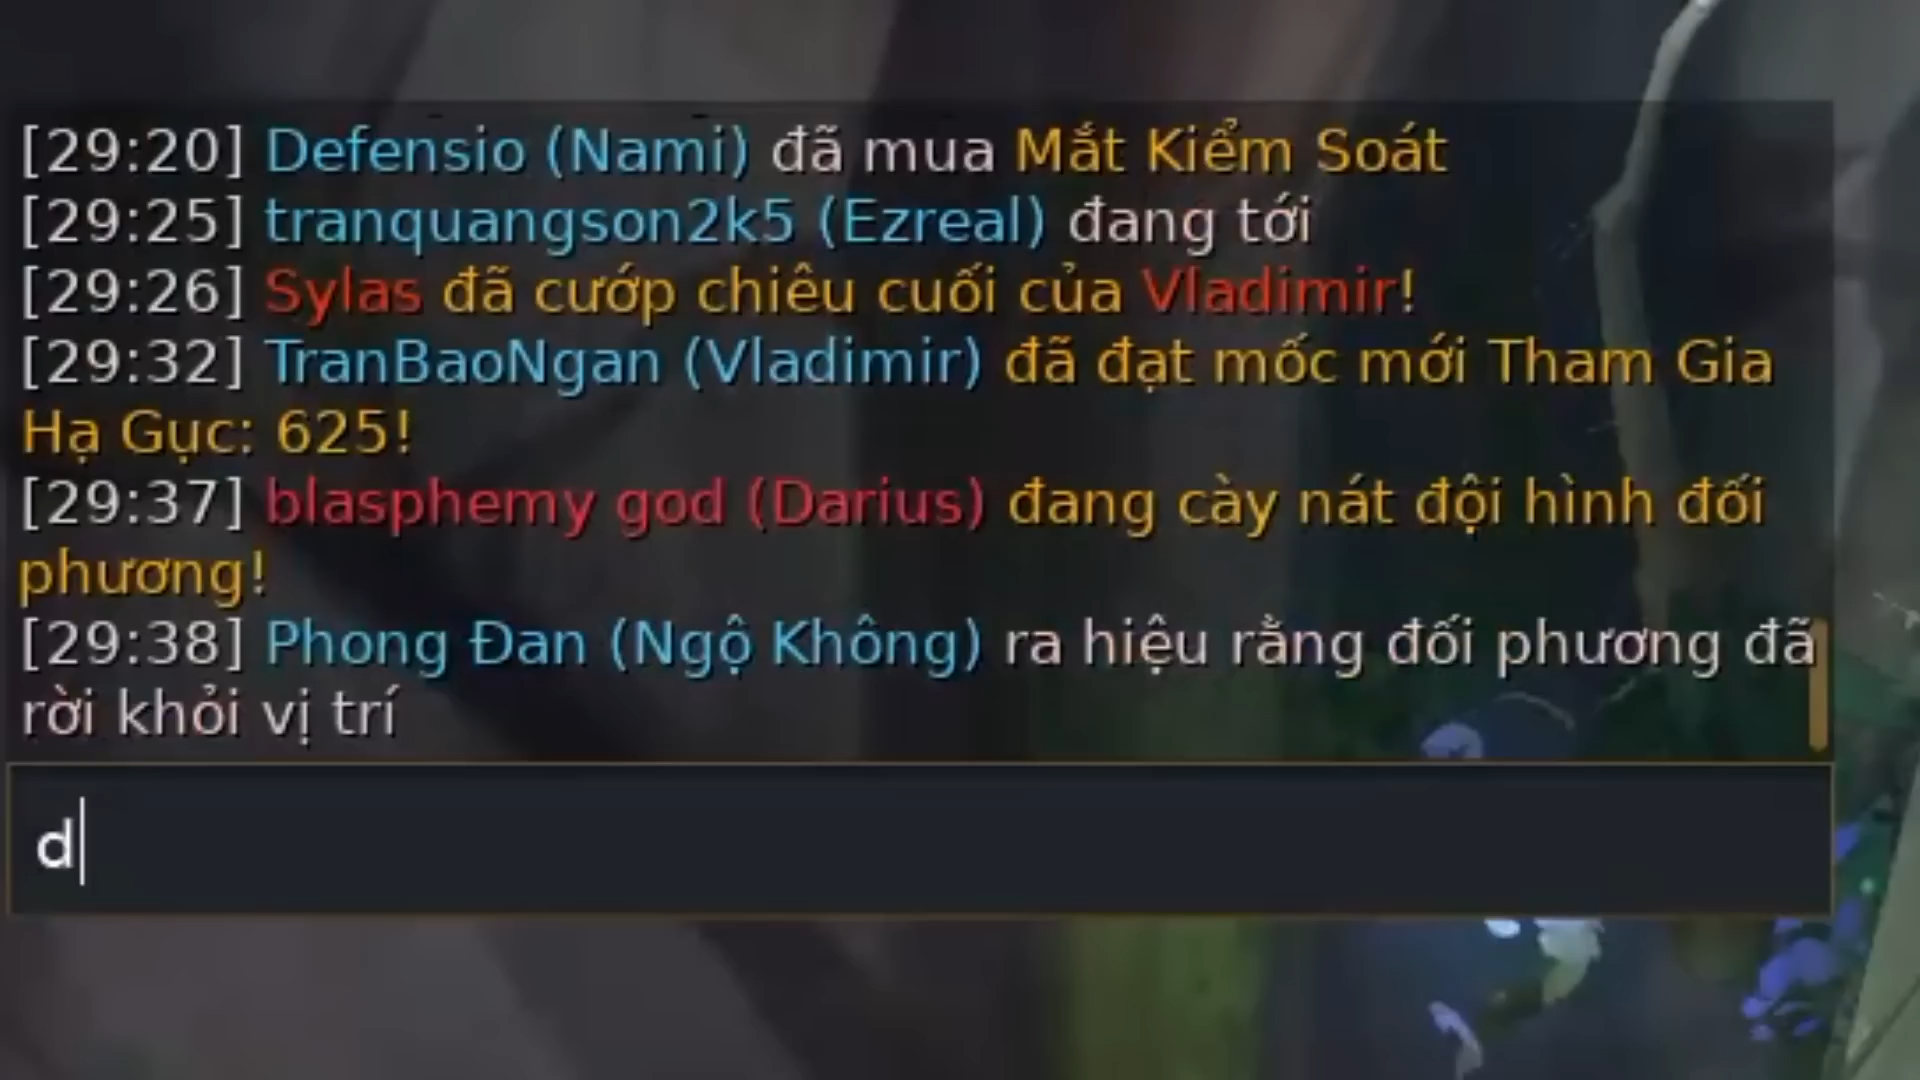 [29:20] Defensio (Nami) đã mua Mắt Kiểm Soát
[29:25] tranquangson2k5 (Ezreal) đang tới
[29:26] Sylas đã cướp chiêu cuối của Vladimir!
[29:32] TranBaoNgan (Vladimir) đã đạt mốc mới Tham Gia
Hạ Gục: 625!
[29:37] blasphemy god (Darius) đang cày nát đội hình đối
phương!
[29:38] Phong Đan (Ngộ Không) ra hiệu rằng đối phương đã
rời khỏi vị trí
d